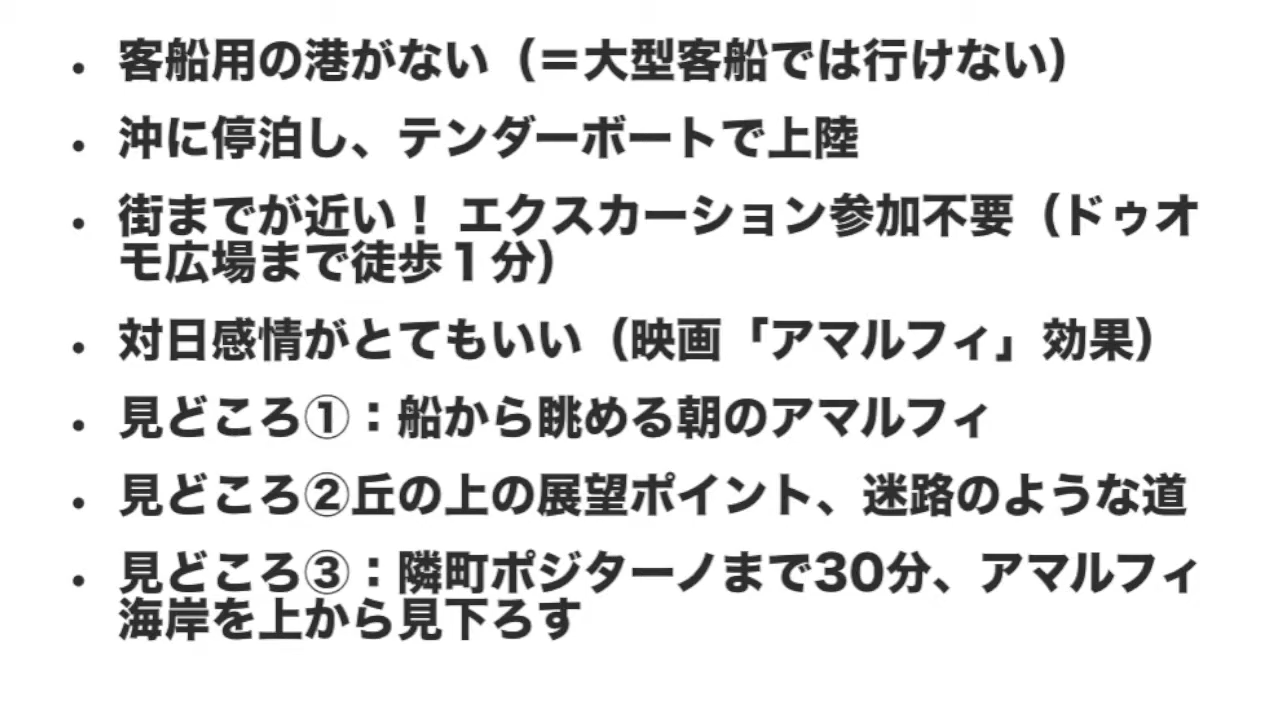 ・客船用の港がない（＝大型客船では行けない）
・沖に停泊し、テンダーボートで上陸
・街までが近い！ エクスカーション参加不要（ドゥオ
モ広場まで徒歩１分）
・対日感情がとてもいい（映画「アマルフィ」効果）
・見どころ①：船から眺める朝のアマルフィ
・見どころ②丘の上の展望ポイント、迷路のような道
・見どころ③：隣町ポジターノまで30分、アマルフィ
海岸を上から見下ろす